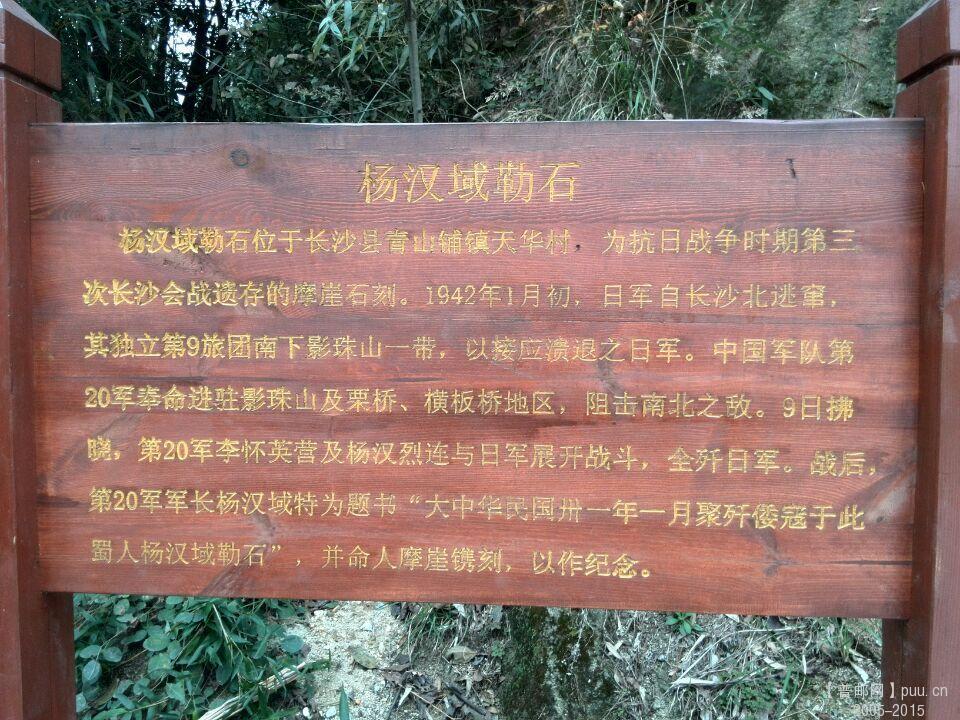 杨汉域勒石
杨汉域勒石位于长沙县青山铺镇天华村，为抗日战争时期第三
次长沙会战遗存的摩崖石刻。1942年1月初，日军自长沙北逃窜，
其独立第9旅团南下影珠山一带，以接应溃退之日军。中国军队第
20军奉命进驻影珠山及栗桥、横板桥地区，阻击南北之敌。9日拂
晓，第20军李怀英营及杨汉烈连与日军展开战斗，全歼日军。战后，
第20军军长杨汉域特为题书“大中华民国卅一年一月聚歼倭寇于此
蜀人杨汉域勒石”，并命人摩崖镌刻，以作纪念。
【普邮网】puu.cn
2005-2015